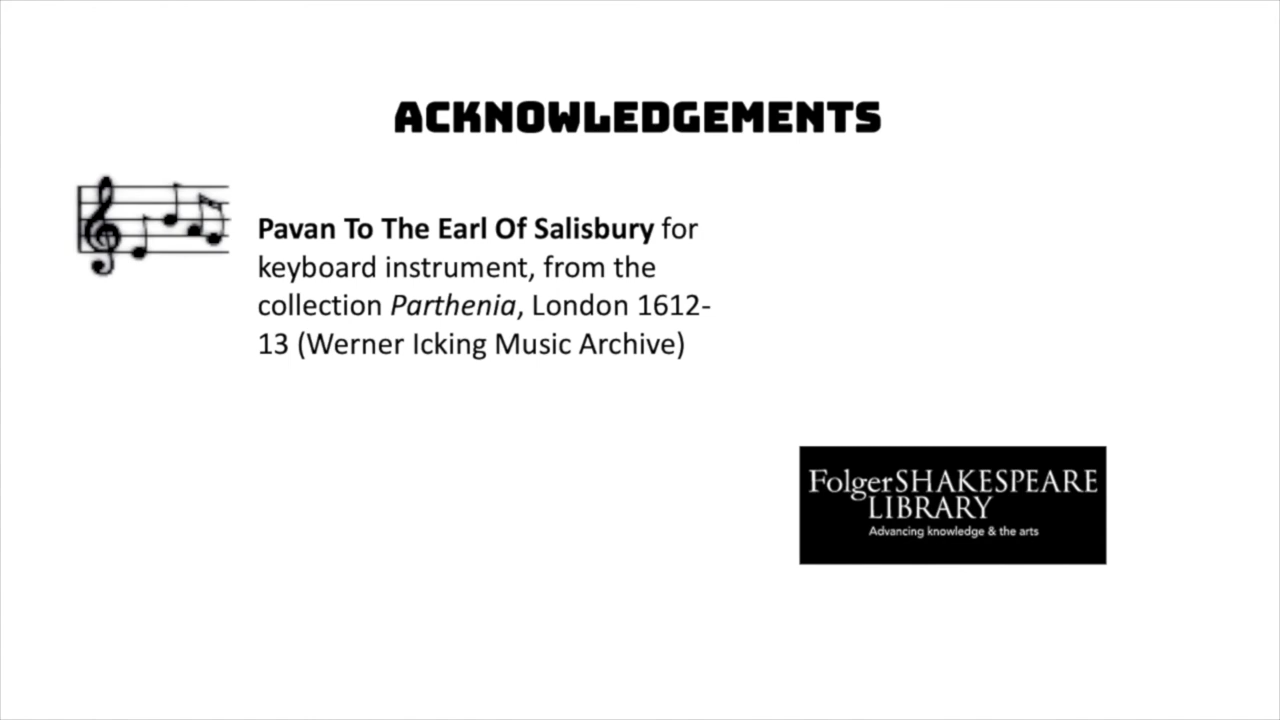 ACKNOWLEDGEMENTS
Pavan To The Earl Of Salisbury for
keyboard instrument, from the
collection Parthenia, London 1612-
13 (Werner Icking Music Archive)
FolgerSHAKESPEARE
LIBRARY
Advancing knowledge & the arts